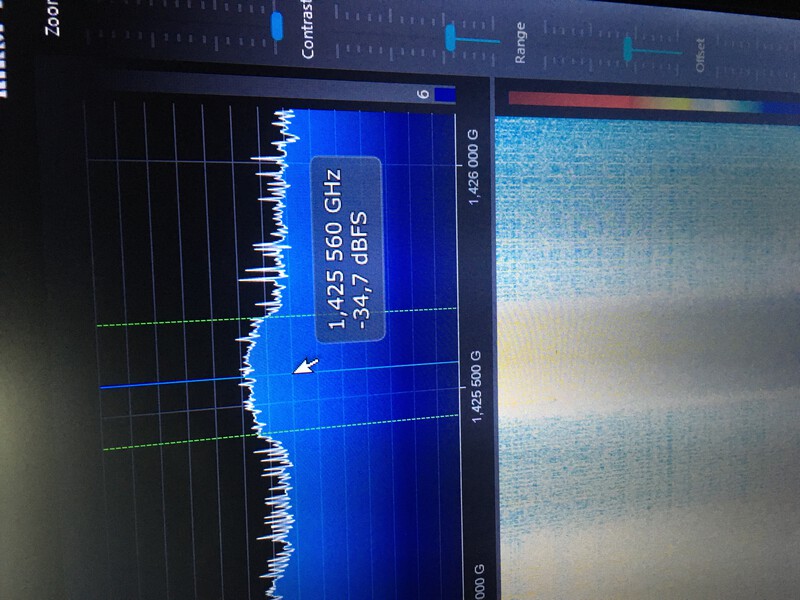 Zoom
1,425 560 GHz
-34,7 dBFS
Contrast
6
000 G
1,425 500 G
1,426 000 G
Range
Offset